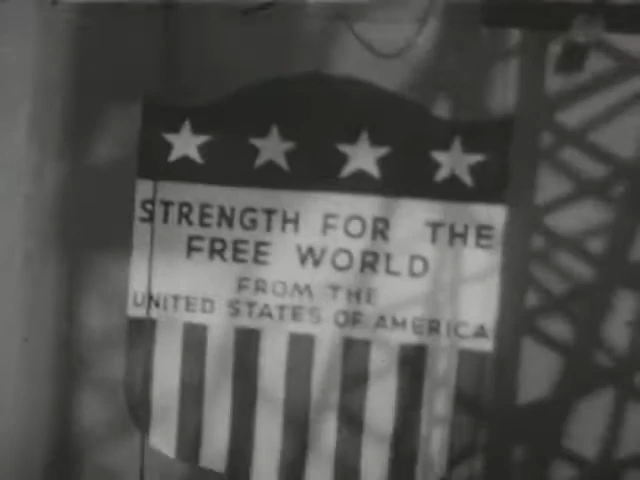 STRENGTH FOR THE
FREE WORLD
FROM THE
UNITED STATES OF AMERICA